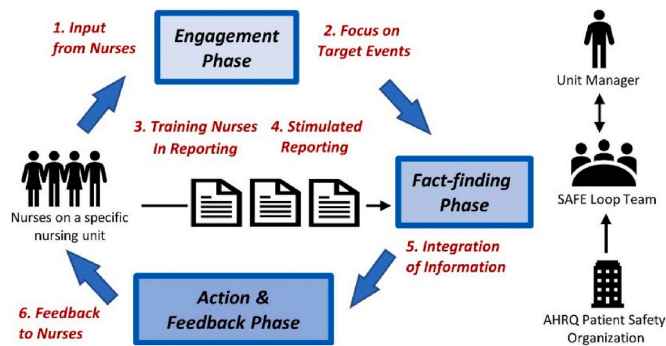 1. Input
from Nurses
Engagement
Phase
2. Focus on
Target Events
3. Training Nurses
In Reporting
4. Stimulated
Reporting
Nurses on a specific
nursing unit
Fact-finding
Phase
5. Integration
of Information
Action &
Feedback Phase
6. Feedback
to Nurses
Unit Manager
SAFE Loop Team
AHRQ Patient Safety
Organization